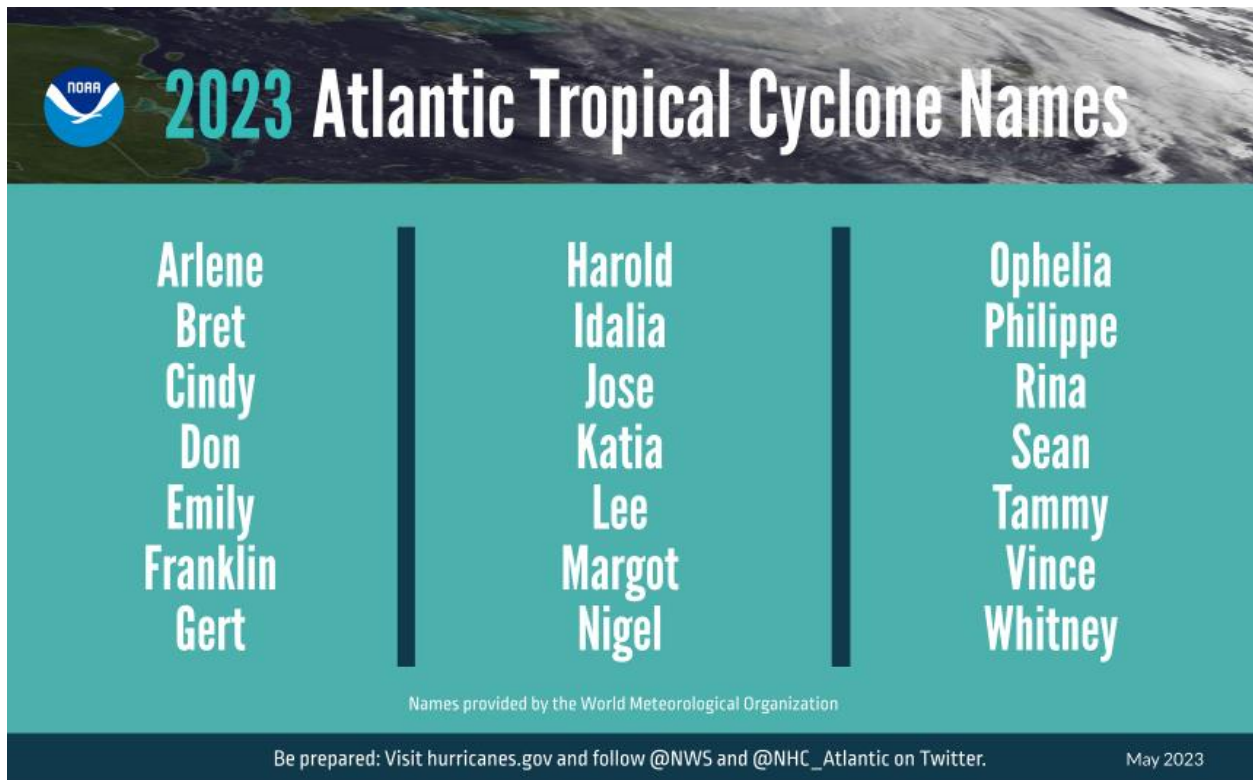 NOAA
2023 Atlantic Tropical Cyclone Names
Arlene
Bret
Cindy
Don
Emily
Franklin
Gert
Harold
Idalia
Jose
Katia
Lee
Margot
Nigel
Ophelia
Philippe
Rina
Sean
Tammy
Vince
Whitney
Names provided by the World Meteorological Organization
Be prepared: Visit hurricanes.gov and follow @NWS and @NHC_Atlantic on Twitter.
May 2023